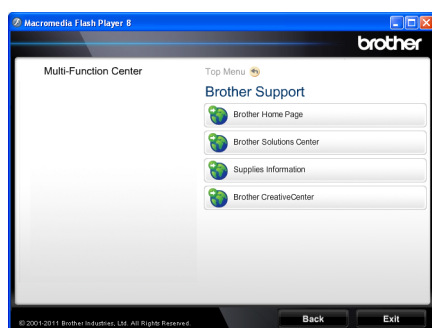 Macromedia Flash Player 8
brother
Multi-Function Center
Top Menu
Brother Support
Brother Home Page
Brother Solutions Center
Supplies Information
Brother CreativeCenter
© 2001-2011 Brother Industries, Ltd. All Rights Reserved.
Back
Exit